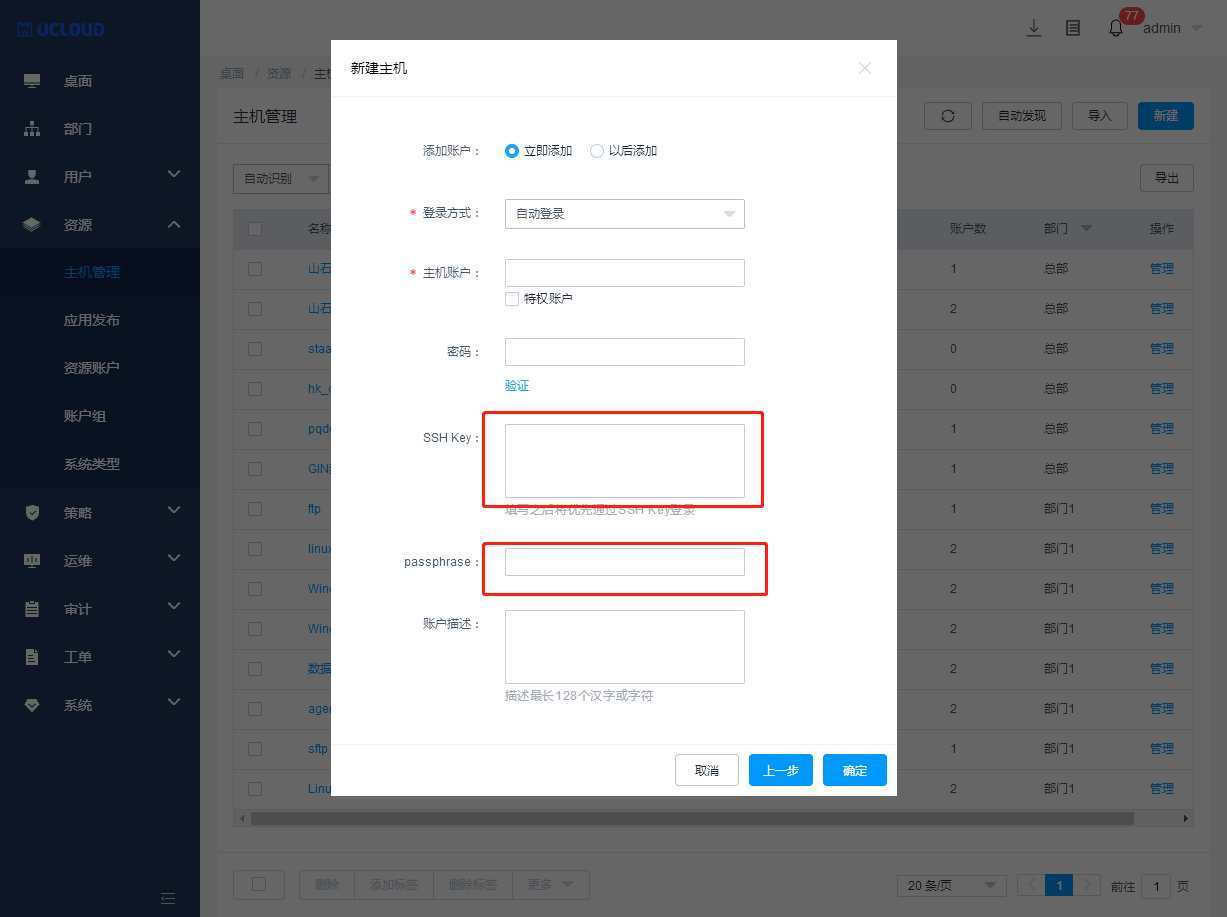 UCLOUD
77
admin
桌面
部门
用户
资源
主机管理
应用发布
资源账户
账户组
系统类型
策略
运维
审计
工单
系统
桌面 / 资源 /
主机管理
自动发现 导入 新建
自动识别
导出
名称 账户数 部门 操作
山石 1 总部 管理
山石 2 总部 管理
staa 0 总部 管理
0 总部 管理
1 总部 管理
GIN 1 总部 管理
ftp 1 部门1 管理
linux 2 部门1 管理
Win 2 部门1 管理
Win 2 部门1 管理
数据 2 部门1 管理
age 2 部门1 管理
sftp 1 部门1 管理
Linu 2 部门1 管理
删除 添加标签 删除标签 更多
20 条/页 1 前往 1 页
新建主机
添加账户： 立即添加 以后添加
* 登录方式： 自动登录
* 主机账户：
特权账户
密码：
验证
SSH Key：
填写之后将优先通过SSH Key登录
passphrase：
账户描述：
描述最长128个汉字或字符
取消 上一步 确定